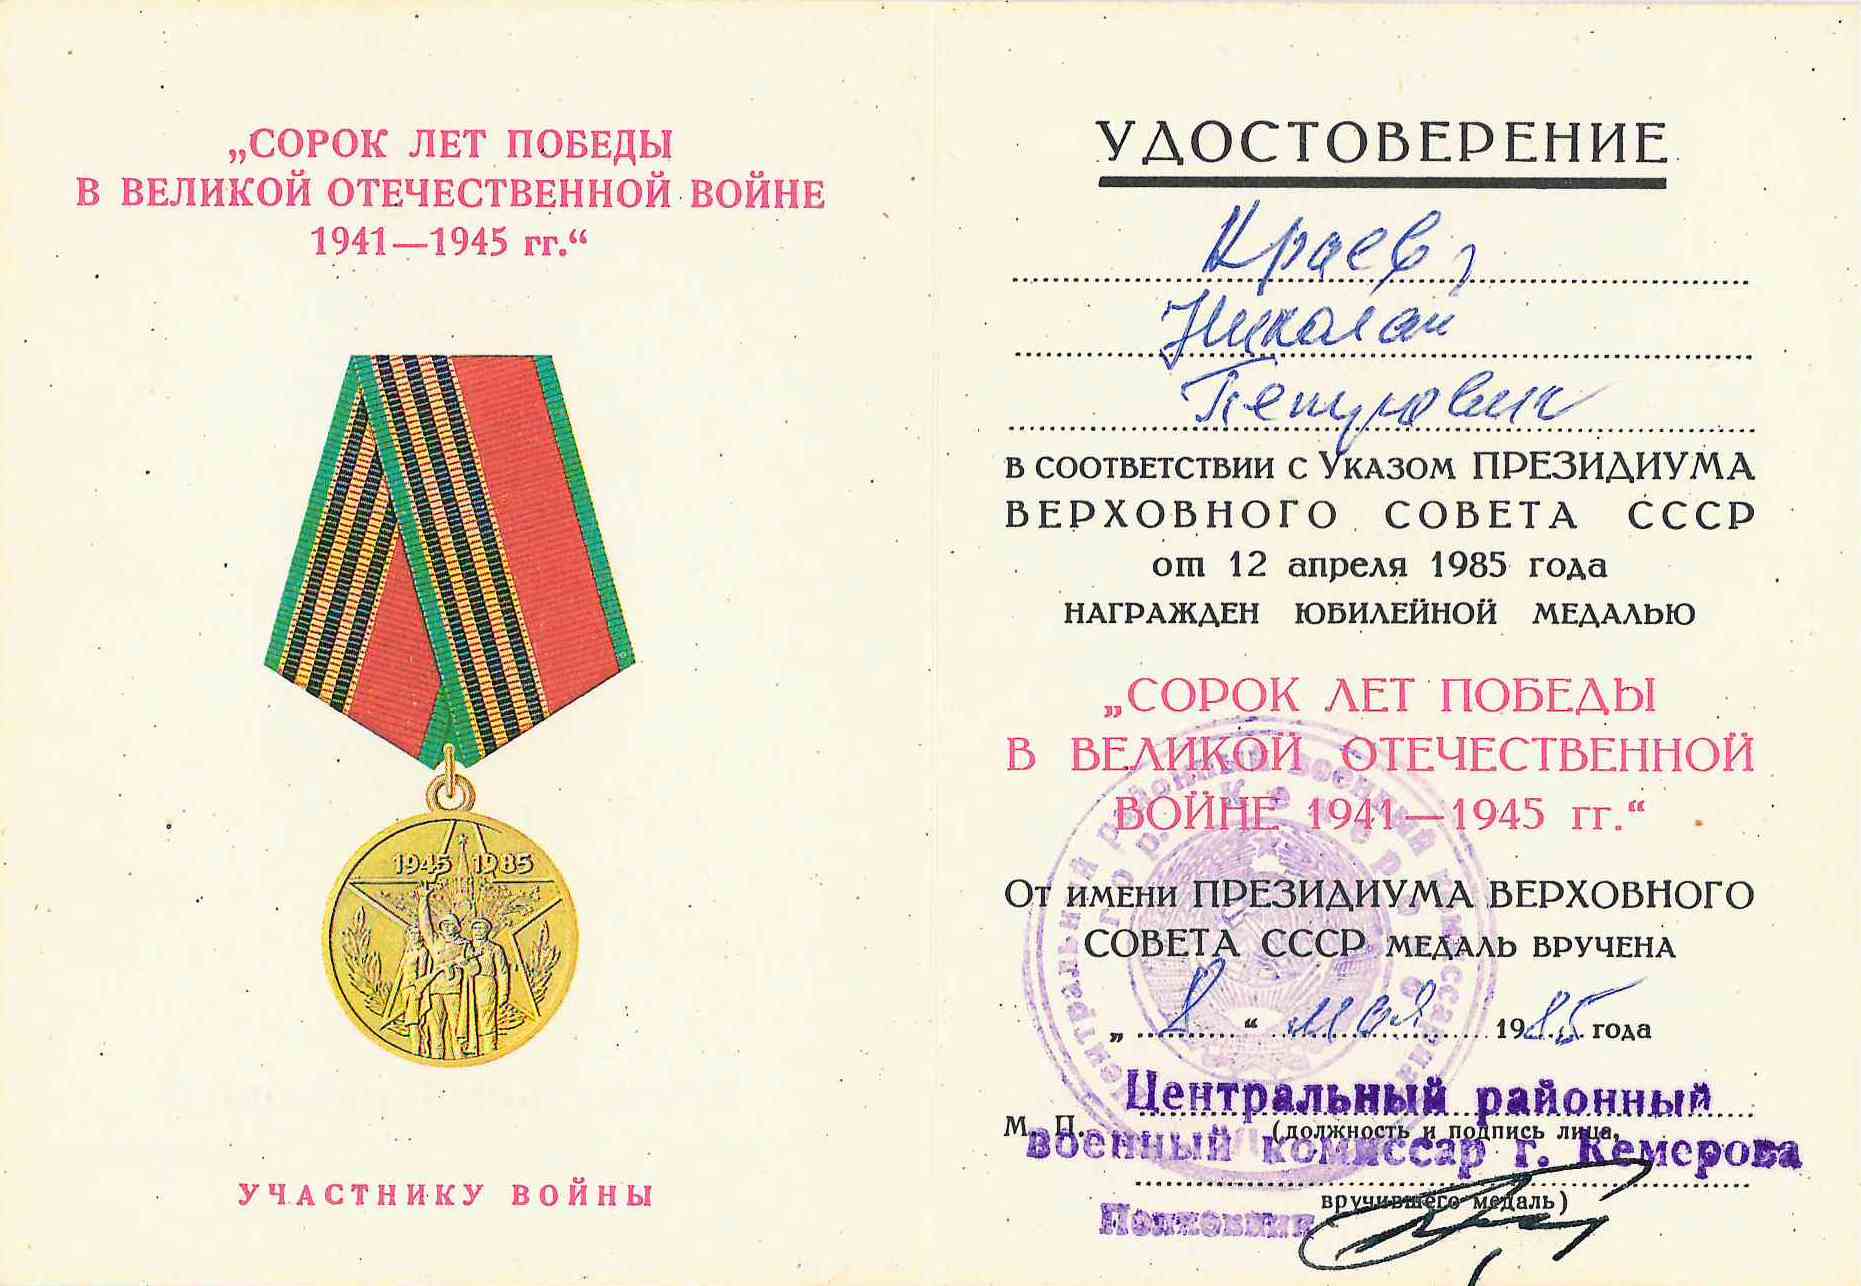 „СОРОК ЛЕТ ПОБЕДЫ
В ВЕЛИКОЙ ОТЕЧЕСТВЕННОЙ ВОЙНЕ
1941—1945 гг.“
1945 1985
УЧАСТНИКУ ВОЙНЫ
УДОСТОВЕРЕНИЕ
Краев
Николай
Петрович
В СООТВЕТСТВИИ С УКАЗОМ ПРЕЗИДИУМА
ВЕРХОВНОГО СОВЕТА СССР
от 12 апреля 1985 года
НАГРАЖДЕН ЮБИЛЕЙНОЙ МЕДАЛЬЮ
„СОРОК ЛЕТ ПОБЕДЫ
В ВЕЛИКОЙ ОТЕЧЕСТВЕННОЙ
ВОЙНЕ 1941—1945 гг.“
ОТ ИМЕНИ ПРЕЗИДИУМА ВЕРХОВНОГО
СОВЕТА СССР МЕДАЛЬ ВРУЧЕНА
„8“ мая 1985 года
Центральный районный
М. П. (должность и подпись лица,
военный комиссар г. Кемерова
вручившего медаль)
Полковник